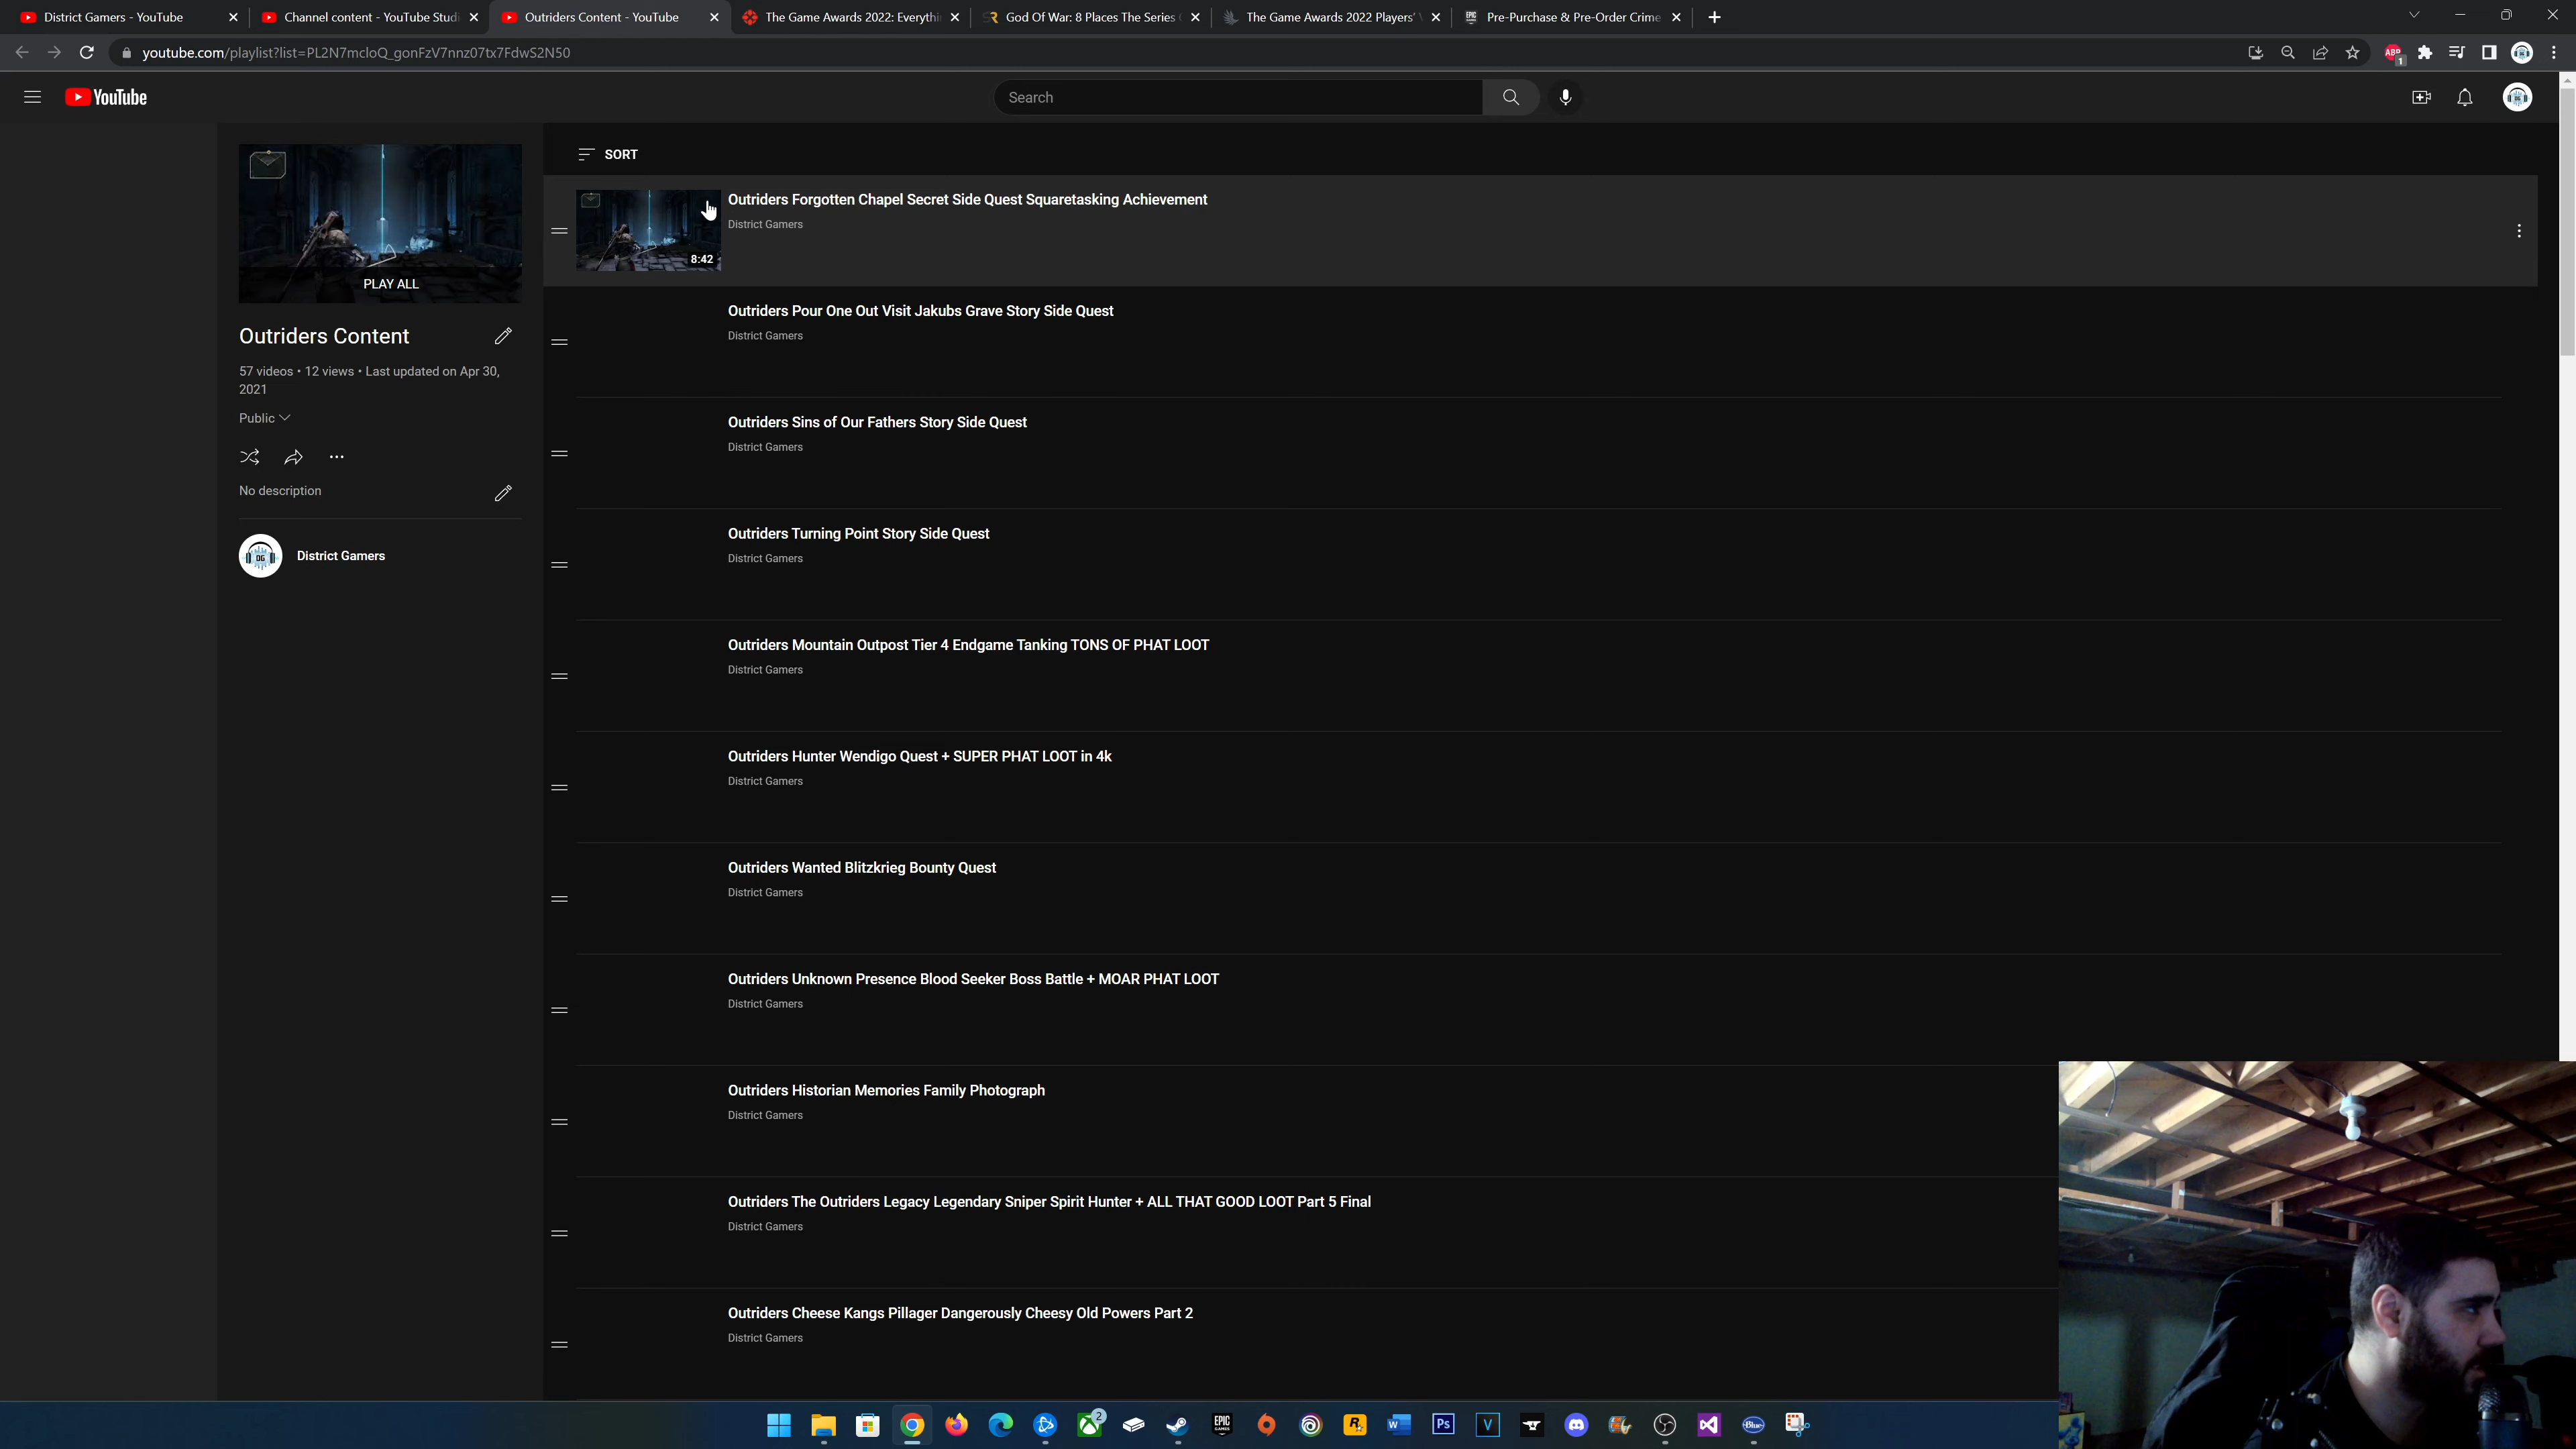 District Gamers - YouTube
Channel content - YouTube Studi
Outriders Content - YouTube
The Game Awards 2022: Everythi
God Of War: 8 Places The Series
The Game Awards 2022 Players'
Pre-Purchase & Pre-Order Crime
youtube.com/playlist?list=PL2N7mcloQ_gonFzV7nnz07tx7FdwS2N50
ABP
1
YouTube
Search
PLAY ALL
Outriders Content
57 videos • 12 views • Last updated on Apr 30,
2021
Public
No description
DG
District Gamers
SORT
8:42
Outriders Forgotten Chapel Secret Side Quest Squaretasking Achievement
District Gamers
Outriders Pour One Out Visit Jakubs Grave Story Side Quest
District Gamers
Outriders Sins of Our Fathers Story Side Quest
District Gamers
Outriders Turning Point Story Side Quest
District Gamers
Outriders Mountain Outpost Tier 4 Endgame Tanking TONS OF PHAT LOOT
District Gamers
Outriders Hunter Wendigo Quest + SUPER PHAT LOOT in 4k
District Gamers
Outriders Wanted Blitzkrieg Bounty Quest
District Gamers
Outriders Unknown Presence Blood Seeker Boss Battle + MOAR PHAT LOOT
District Gamers
Outriders Historian Memories Family Photograph
District Gamers
Outriders The Outriders Legacy Legendary Sniper Spirit Hunter + ALL THAT GOOD LOOT Part 5 Final
District Gamers
Outriders Cheese Kangs Pillager Dangerously Cheesy Old Powers Part 2
District Gamers
2
EPIC
GAMES
R
W
Ps
V
Blue